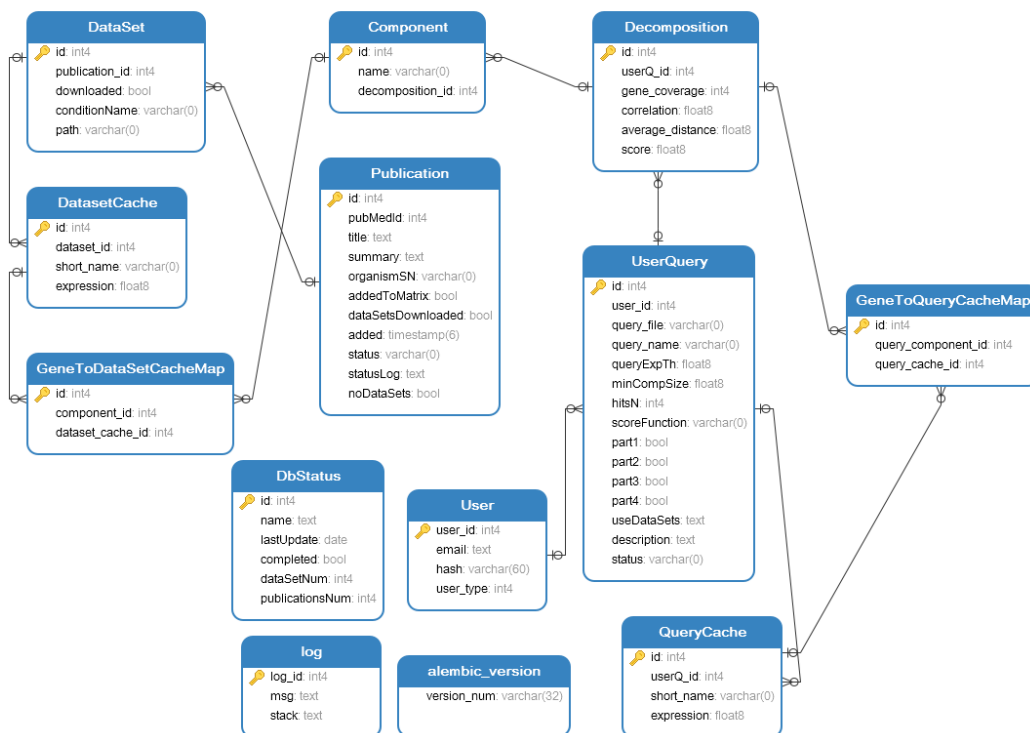 DataSet
id: int4
publication_id: int4
downloaded: bool
conditionName: varchar(0)
path: varchar(0)
Component
id: int4
name: varchar(0)
decomposition_id: int4
Decomposition
id: int4
userQ_id: int4
gene_coverage: int4
correlation: float8
average_distance: float8
score: float8
DatasetCache
id: int4
dataset_id: int4
short_name: varchar(0)
expression: float8
Publication
id: int4
pubMedId: int4
title: text
summary: text
organismSN: varchar(0)
addedToMatrix: bool
dataSetsDownloaded: bool
added: timestamp(6)
status: varchar(0)
statusLog: text
noDataSets: bool
UserQuery
id: int4
user_id: int4
query_file: varchar(0)
query_name: varchar(0)
queryExpTh: float8
minCompSize: float8
hitsN: int4
scoreFunction: varchar(0)
part1: bool
part2: bool
part3: bool
part4: bool
useDataSets: text
description: text
status: varchar(0)
GeneToQueryCacheMap
id: int4
query_component_id: int4
query_cache_id: int4
GeneToDataSetCacheMap
id: int4
component_id: int4
dataset_cache_id: int4
DbStatus
id: int4
name: text
lastUpdate: date
completed: bool
dataSetNum: int4
publicationsNum: int4
User
user_id: int4
email: text
hash: varchar(60)
user_type: int4
log
log_id: int4
msg: text
stack: text
alembic_version
version_num: varchar(32)
QueryCache
id: int4
userQ_id: int4
short_name: varchar(0)
expression: float8